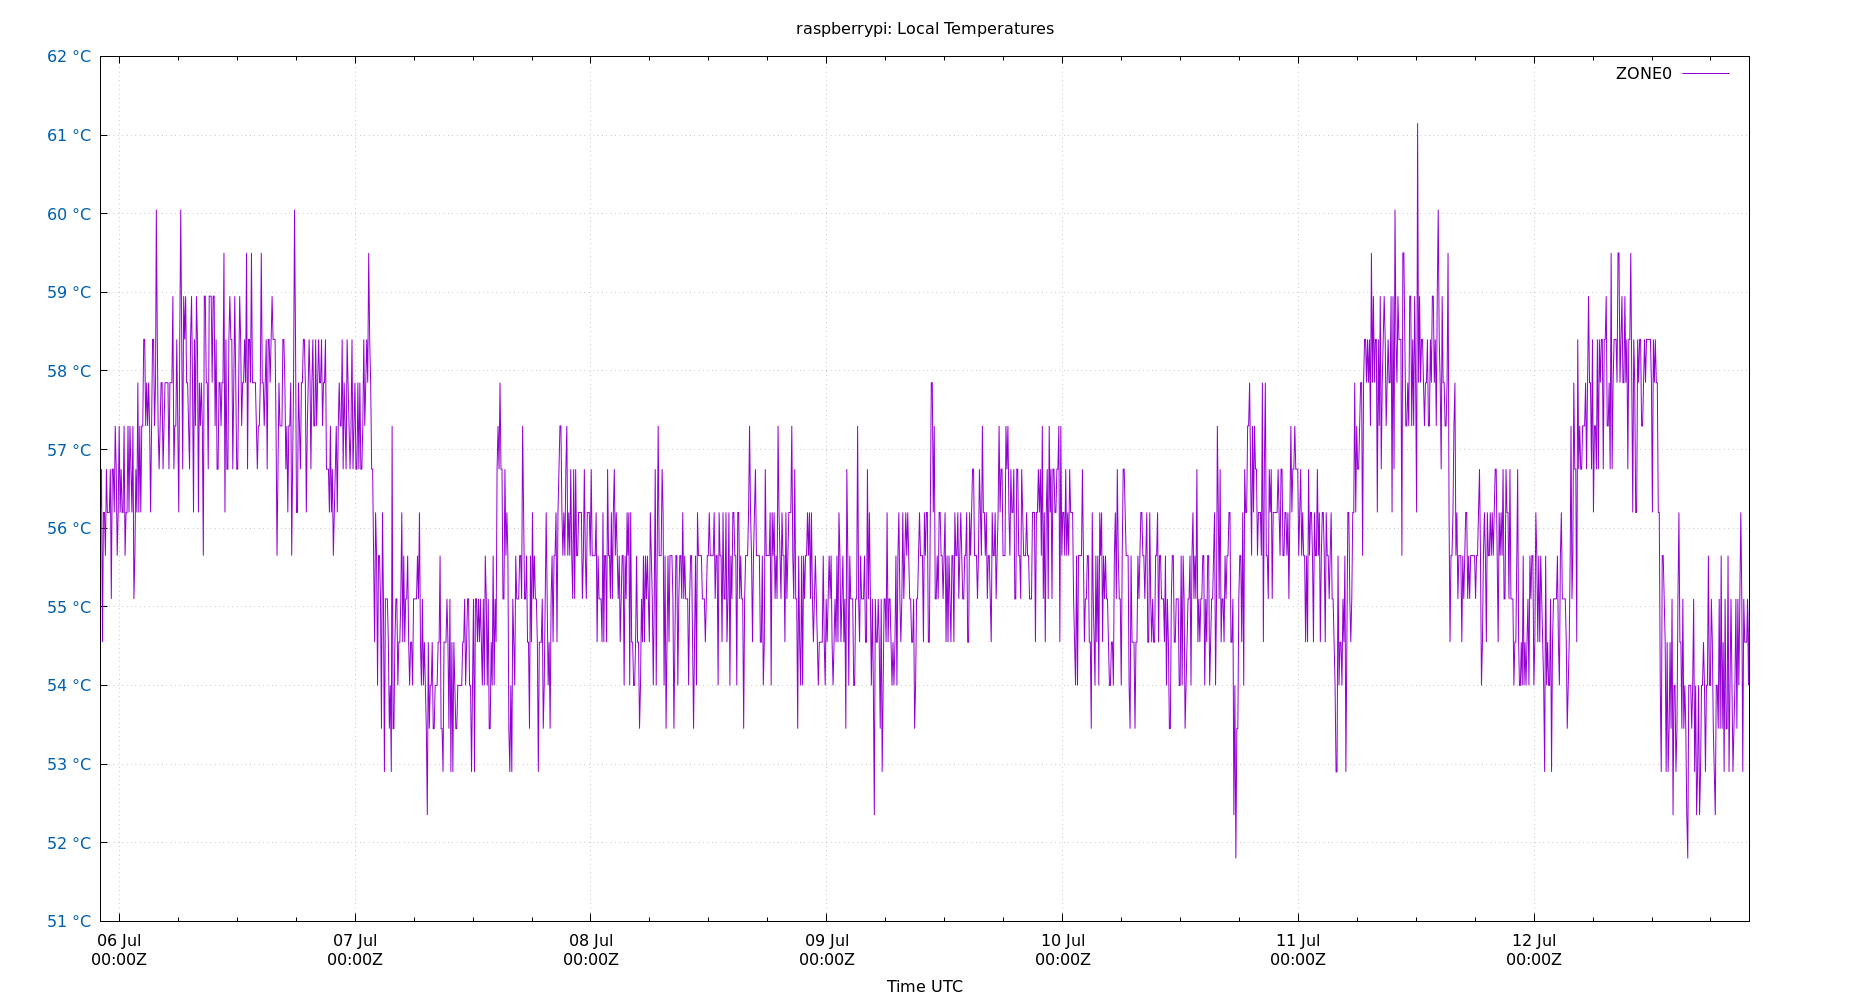 raspberrypi: Local Temperatures
ZONE0
62 °C
61 °C
60 °C
59 °C
58 °C
57 °C
56 °C
55 °C
54 °C
53 °C
52 °C
51 °C
06 Jul 07 Jul 08 Jul 09 Jul 10 Jul 11 Jul 12 Jul
00:00Z 00:00Z 00:00Z 00:00Z 00:00Z 00:00Z 00:00Z
Time UTC